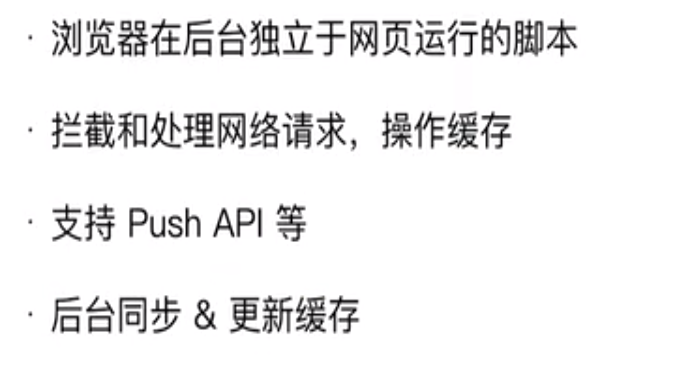 · 浏览器在后台独立于网页运行的脚本
· 拦截和处理网络请求，操作缓存
· 支持 Push API 等
· 后台同步 & 更新缓存